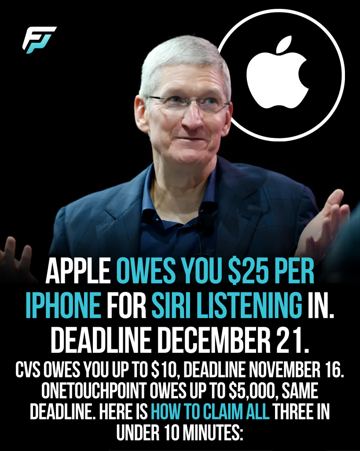 APPLE OWES YOU $25 PER
IPHONE FOR SIRI LISTENING IN.
DEADLINE DECEMBER 21.
CVS OWES YOU UP TO $10, DEADLINE NOVEMBER 16.
ONETOUCHPOINT OWES UP TO $5,000, SAME
DEADLINE. HERE IS HOW TO CLAIM ALL THREE IN
UNDER 10 MINUTES: